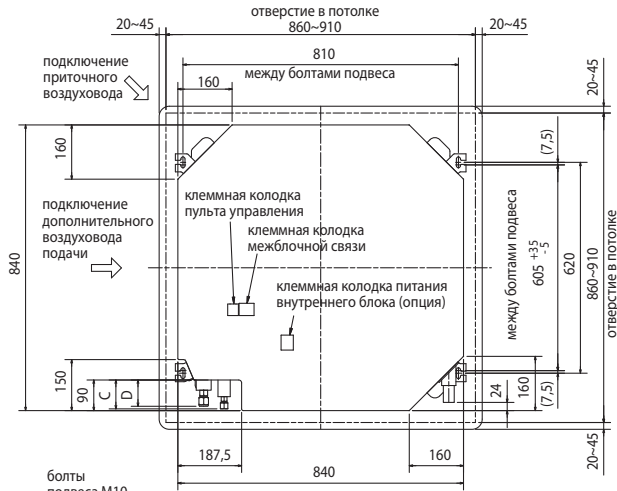 отверстие в потолке
20~45
860~910
20~45
810
между болтами подвеса
160
подключение
приточного
воздуховода
20~45
160
(7,5)
клеммная колодка
пульта управления
клеммная колодка
межблочной связи
клеммная колодка питания
внутреннего блока (опция)
подключение
дополнительного
воздуховода
подачи
840
между болтами подвеса
605 +35 -5
620
860~910
отверстие в потолке
150
90
C
D
24
160
(7,5)
20~45
187,5
160
840
болты
подвеса М10